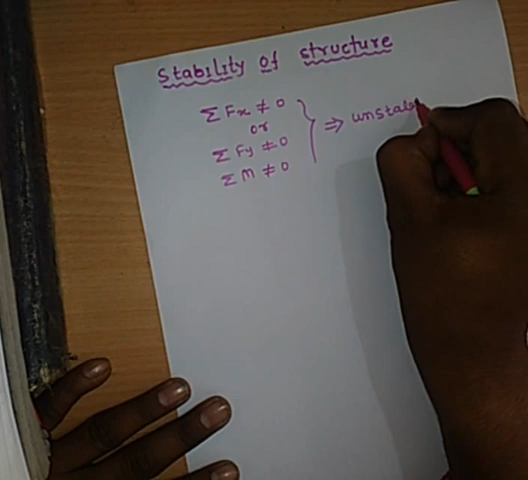 Stability of structure
ΣFx ≠ 0
or
ΣFy ≠ 0
ΣM ≠ 0
⇒ unstab